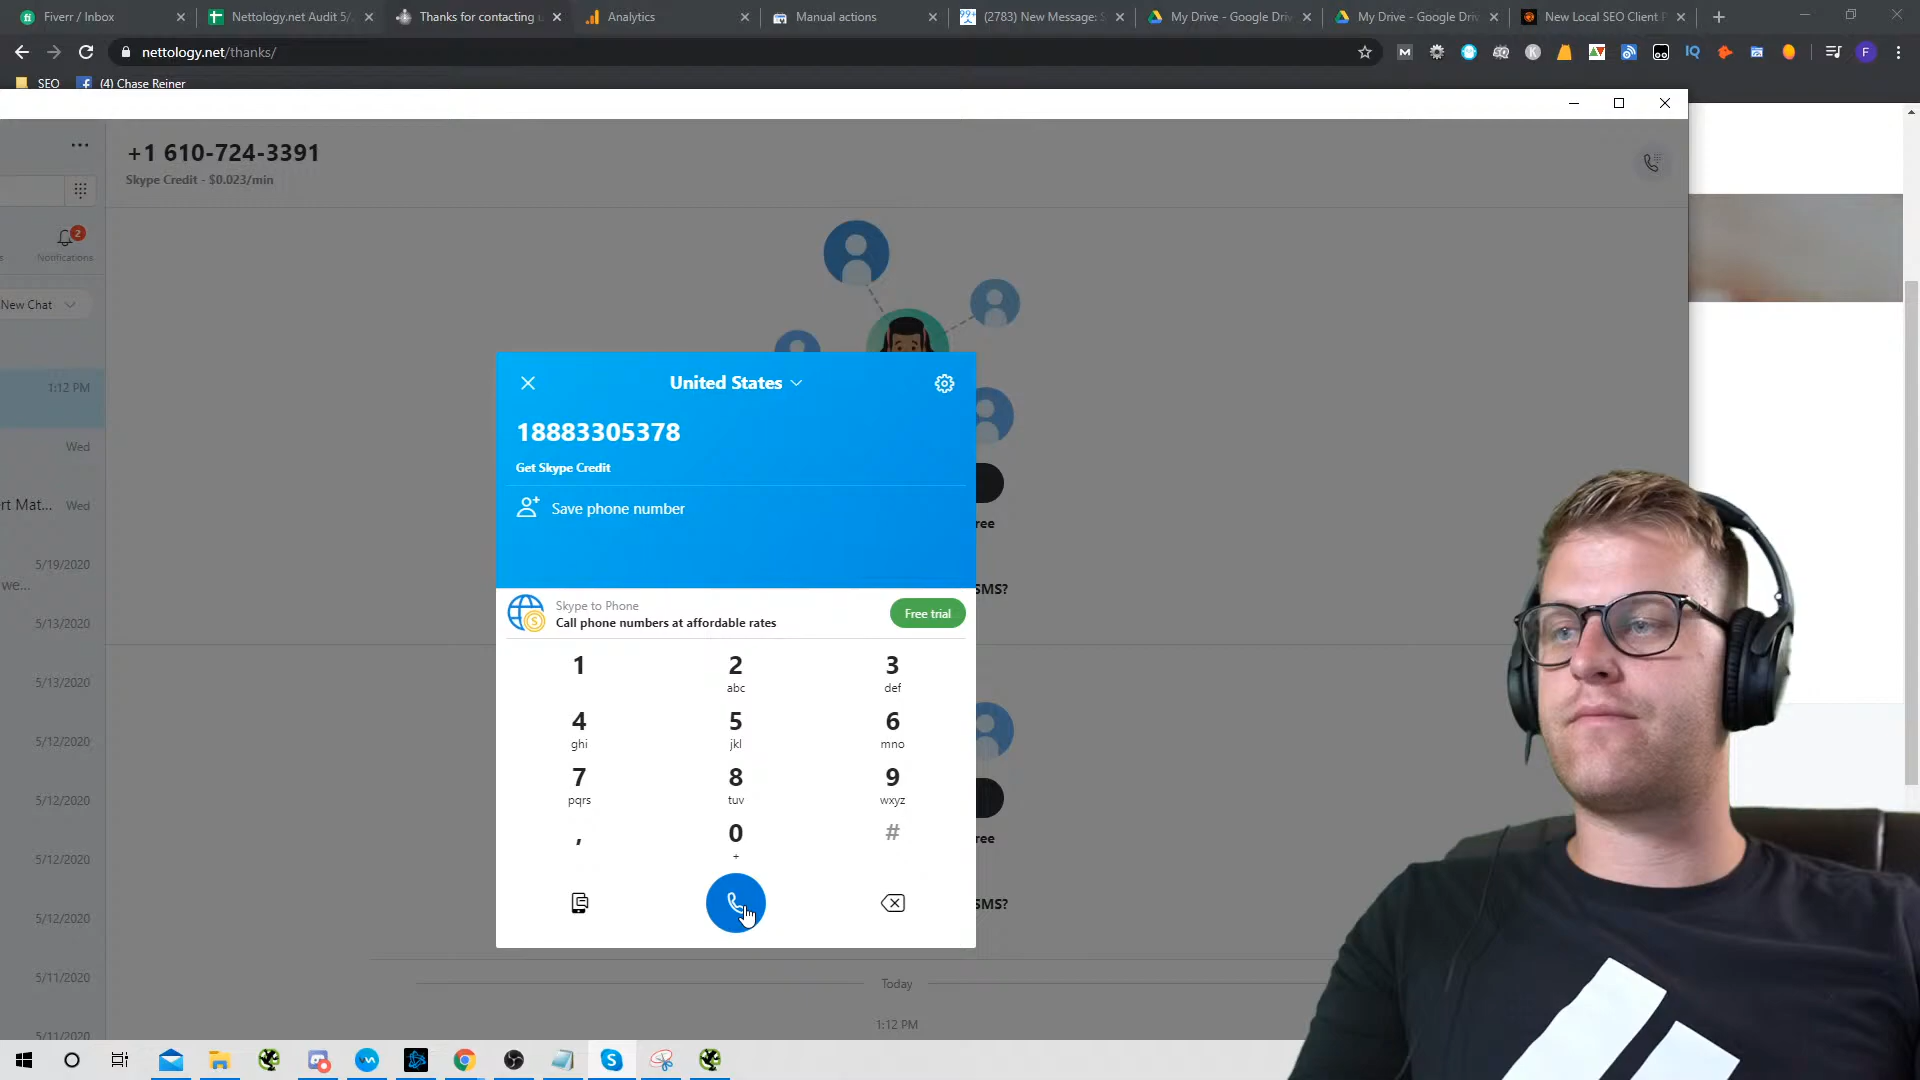 Fiverr / Inbox
Nettology.net Audit 5/
Thanks for contacting
Analytics
Manual actions
(2783) New Message: S
My Drive - Google Driv
My Drive - Google Driv
New Local SEO Client F
nettology.net/thanks/
SEO
(4) Chase Reiner
+1 610-724-3391
Skype Credit - $0.023/min
2
Notifications
New Chat
1:12 PM
Wed
rt Mat... Wed
5/19/2020
we...
5/13/2020
5/13/2020
5/12/2020
5/12/2020
5/12/2020
5/12/2020
5/11/2020
5/11/2020
United States
18883305378
Get Skype Credit
Save phone number
Skype to Phone
Call phone numbers at affordable rates
Free trial
1 2 3
abc def
4 5 6
ghi jkl mno
7 8 9
pqrs tuv wxyz
, 0 #
+
ree
SMS?
ree
SMS?
Today
1:12 PM